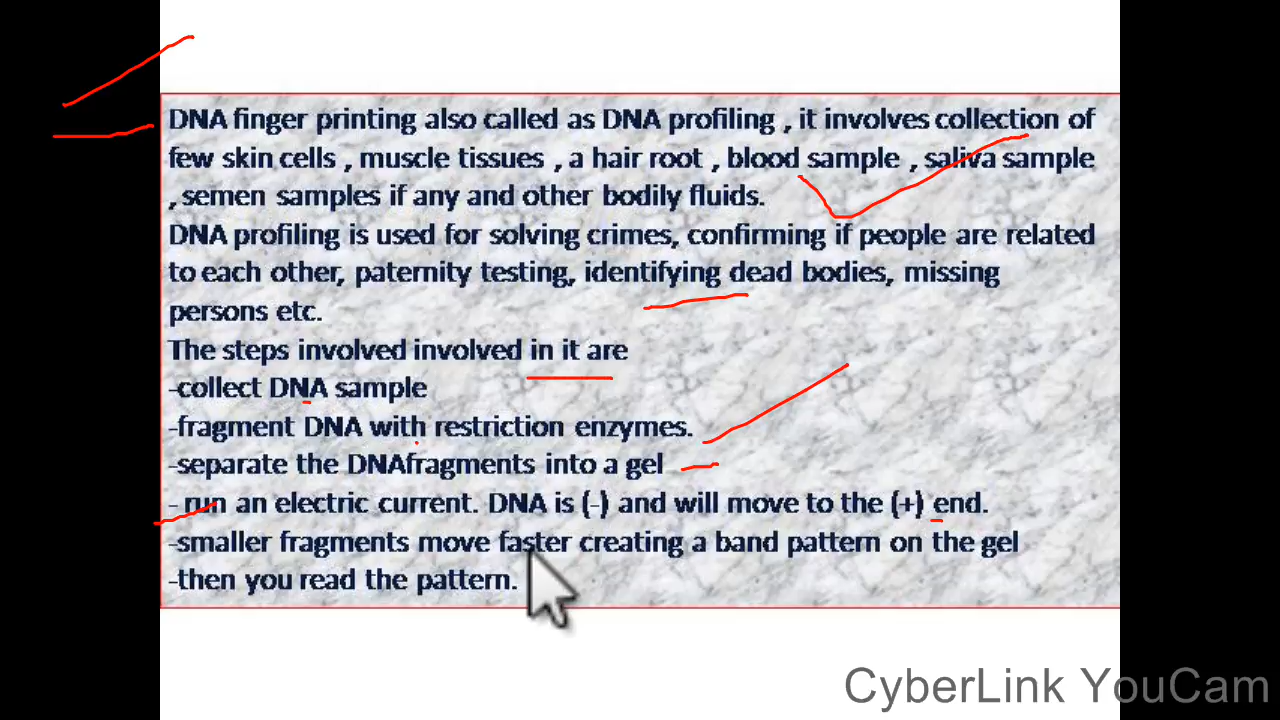 DNA finger printing also called as DNA profiling , it involves collection of
few skin cells , muscle tissues , a hair root , blood sample , saliva sample
, semen samples if any and other bodily fluids.
DNA profiling is used for solving crimes, confirming if people are related
to each other, paternity testing, identifying dead bodies, missing
persons etc.
The steps involved involved in it are
-collect DNA sample
-fragment DNA with restriction enzymes.
-separate the DNAfragments into a gel
- run an electric current. DNA is (-) and will move to the (+) end.
-smaller fragments move faster creating a band pattern on the gel
-then you read the pattern.
CyberLink YouCam